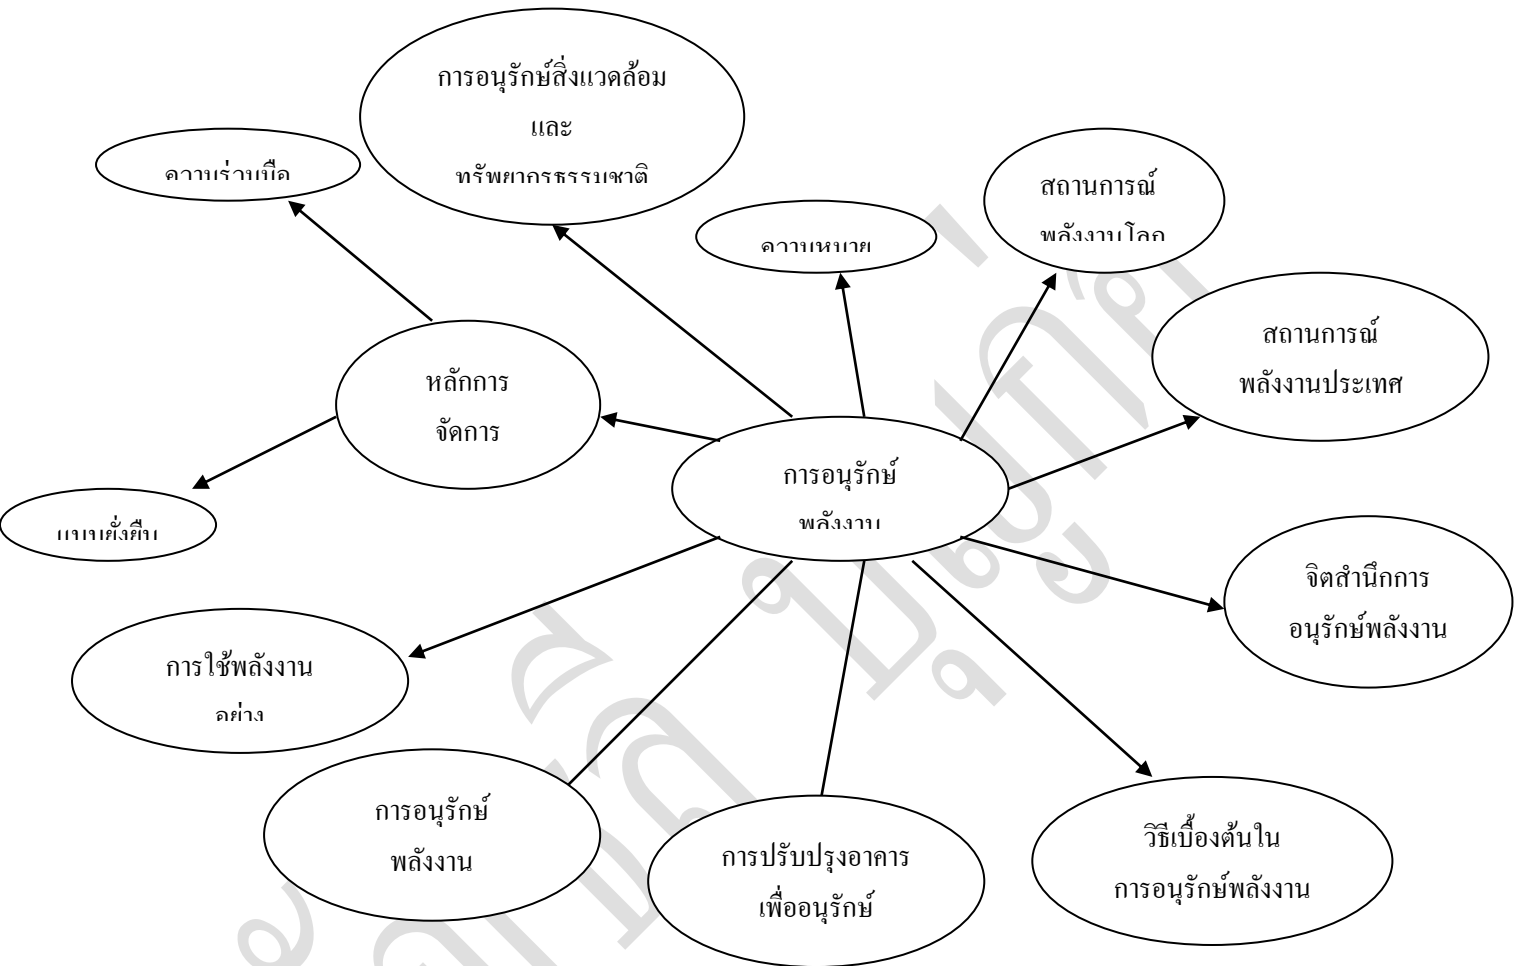 การอนุรักษ์สิ่งแวดล้อม
และ
ทรัพยากรธรรมชาติ
ความร่วมมือ
สถานการณ์
พลังงานโลก
ความหมาย
สถานการณ์
พลังงานประเทศ
หลักการ
จัดการ
การอนุรักษ์
พลังงาน
แบบยั่งยืน
จิตสำนึกการ
อนุรักษ์พลังงาน
การใช้พลังงาน
อย่าง
การอนุรักษ์
พลังงาน
การปรับปรุงอาคาร
เพื่ออนุรักษ์
วิธีเบื้องต้นใน
การอนุรักษ์พลังงาน